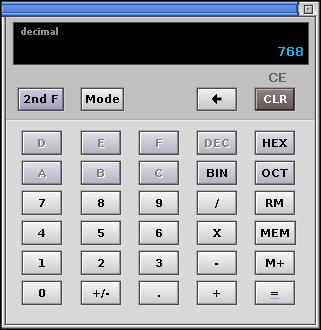 decimal
768
CE
2nd F Mode 🡸 CLR
D E F DEC HEX
A B C BIN OCT
7 8 9 / RM
4 5 6 X MEM
1 2 3 - M+
0 +/- . + =